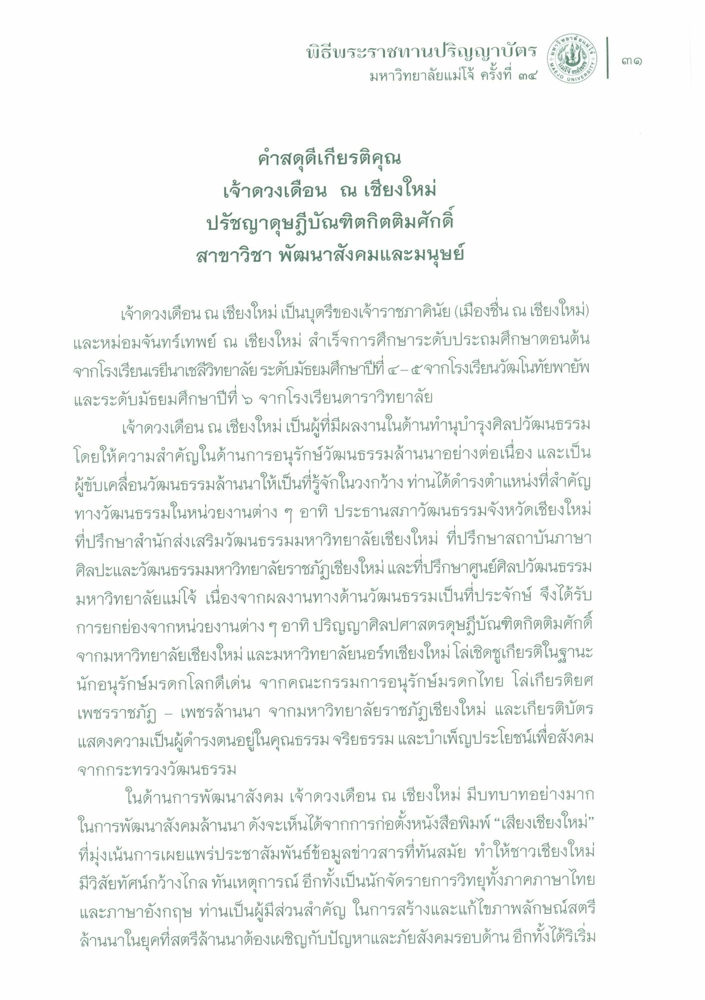 พิธีพระราชทานปริญญาบัตร
มหาวิทยาลัยแม่โจ้ ครั้งที่ ๓๔
มหาวิทยาลัยแม่โจ้
แม่โจ้ ๒๔๗๗
MAEJO UNIVERSITY
๓๑
คำสดุดีเกียรติคุณ
เจ้าดวงเดือน ณ เชียงใหม่
ปรัชญาดุษฎีบัณฑิตกิตติมศักดิ์
สาขาวิชา พัฒนาสังคมและมนุษย์
เจ้าดวงเดือน ณ เชียงใหม่ เป็นบุตรีของเจ้าราชภาคินัย (เมืองชื่น ณ เชียงใหม่)
และหม่อมจันทร์เทพย์ ณ เชียงใหม่ สำเร็จการศึกษาระดับประถมศึกษาตอนต้น
จากโรงเรียนเรยีนาเชลีวิทยาลัย ระดับมัธยมศึกษาปีที่ ๔–๕ จากโรงเรียนวัฒโนทัยพายัพ
และระดับมัธยมศึกษาปีที่ ๖ จากโรงเรียนดาราวิทยาลัย
เจ้าดวงเดือน ณ เชียงใหม่ เป็นผู้ที่มีผลงานในด้านทำนุบำรุงศิลปวัฒนธรรม
โดยให้ความสำคัญในด้านการอนุรักษ์วัฒนธรรมล้านนาอย่างต่อเนื่อง และเป็น
ผู้ขับเคลื่อนวัฒนธรรมล้านนาให้เป็นที่รู้จักในวงกว้าง ท่านได้ดำรงตำแหน่งที่สำคัญ
ทางวัฒนธรรมในหน่วยงานต่าง ๆ อาทิ ประธานสภาวัฒนธรรมจังหวัดเชียงใหม่
ที่ปรึกษาสำนักส่งเสริมวัฒนธรรมมหาวิทยาลัยเชียงใหม่ ที่ปรึกษาสถาบันภาษา
ศิลปะและวัฒนธรรมมหาวิทยาลัยราชภัฏเชียงใหม่ และที่ปรึกษาศูนย์ศิลปวัฒนธรรม
มหาวิทยาลัยแม่โจ้ เนื่องจากผลงานทางด้านวัฒนธรรมเป็นที่ประจักษ์ จึงได้รับ
การยกย่องจากหน่วยงานต่าง ๆ อาทิ ปริญญาศิลปศาสตรดุษฎีบัณฑิตกิตติมศักดิ์
จากมหาวิทยาลัยเชียงใหม่ และมหาวิทยาลัยนอร์ทเชียงใหม่ โล่เชิดชูเกียรติในฐานะ
นักอนุรักษ์มรดกโลกดีเด่น จากคณะกรรมการอนุรักษ์มรดกไทย โล่เกียรติยศ
เพชรราชภัฏ – เพชรล้านนา จากมหาวิทยาลัยราชภัฏเชียงใหม่ และเกียรติบัตร
แสดงความเป็นผู้ดำรงตนอยู่ในคุณธรรม จริยธรรม และบำเพ็ญประโยชน์เพื่อสังคม
จากกระทรวงวัฒนธรรม
ในด้านการพัฒนาสังคม เจ้าดวงเดือน ณ เชียงใหม่ มีบทบาทอย่างมาก
ในการพัฒนาสังคมล้านนา ดังจะเห็นได้จากการก่อตั้งหนังสือพิมพ์ “เสียงเชียงใหม่”
ที่มุ่งเน้นการเผยแพร่ประชาสัมพันธ์ข้อมูลข่าวสารที่ทันสมัย ทำให้ชาวเชียงใหม่
มีวิสัยทัศน์กว้างไกล ทันเหตุการณ์ อีกทั้งเป็นนักจัดรายการวิทยุทั้งภาคภาษาไทย
และภาษาอังกฤษ ท่านเป็นผู้มีส่วนสำคัญ ในการสร้างและแก้ไขภาพลักษณ์สตรี
ล้านนาในยุคที่สตรีล้านนาต้องเผชิญกับปัญหาและภัยสังคมรอบด้าน อีกทั้งได้ริเริ่ม